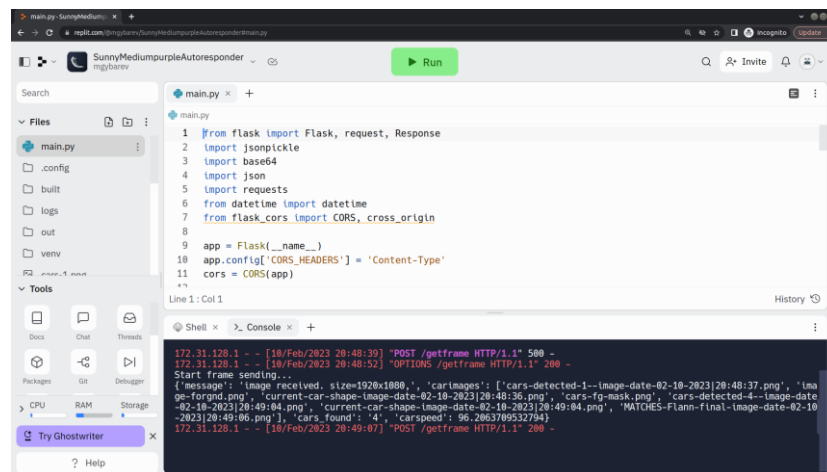 main.py - SunnyMediump × +
replit.com/@mgybarev/SunnyMediumpurpleAutoresponder#main.py
Incognito
Update
SunnyMediumpurpleAutoresponder
mgybarev
Run
Invite
Search
Files
main.py
.config
built
logs
out
venv
cars-1.png
Tools
Docs Chat Threads
Packages Git Debugger
CPU RAM Storage
Try Ghostwriter ×
? Help
main.py × +
main.py
1 from flask import Flask, request, Response
2 import jsonpickle
3 import base64
4 import json
5 import requests
6 from datetime import datetime
7 from flask_cors import CORS, cross_origin
8
9 app = Flask(__name__)
10 app.config['CORS_HEADERS'] = 'Content-Type'
11 cors = CORS(app)
12
Line 1 : Col 1
History
Shell × >_ Console × +
172.31.128.1 - - [10/Feb/2023 20:48:39] "POST /getframe HTTP/1.1" 500 -
172.31.128.1 - - [10/Feb/2023 20:48:52] "OPTIONS /getframe HTTP/1.1" 200 -
Start frame sending...
{'message': 'image received. size=1920x1080,', 'carimages': ['cars-detected-1--image-date-02-10-2023|20:48:37.png', 'ima
ge-forgnd.png', 'current-car-shape-image-date-02-10-2023|20:48:36.png', 'cars-fg-mask.png', 'cars-detected-4--image-date
-02-10-2023|20:49:04.png', 'current-car-shape-image-date-02-10-2023|20:49:04.png', 'MATCHES-Flann-final-image-date-02-10
-2023|20:49:06.png'], 'cars_found': '4', 'carspeed': 96.2063709532794}
172.31.128.1 - - [10/Feb/2023 20:49:07] "POST /getframe HTTP/1.1" 200 -